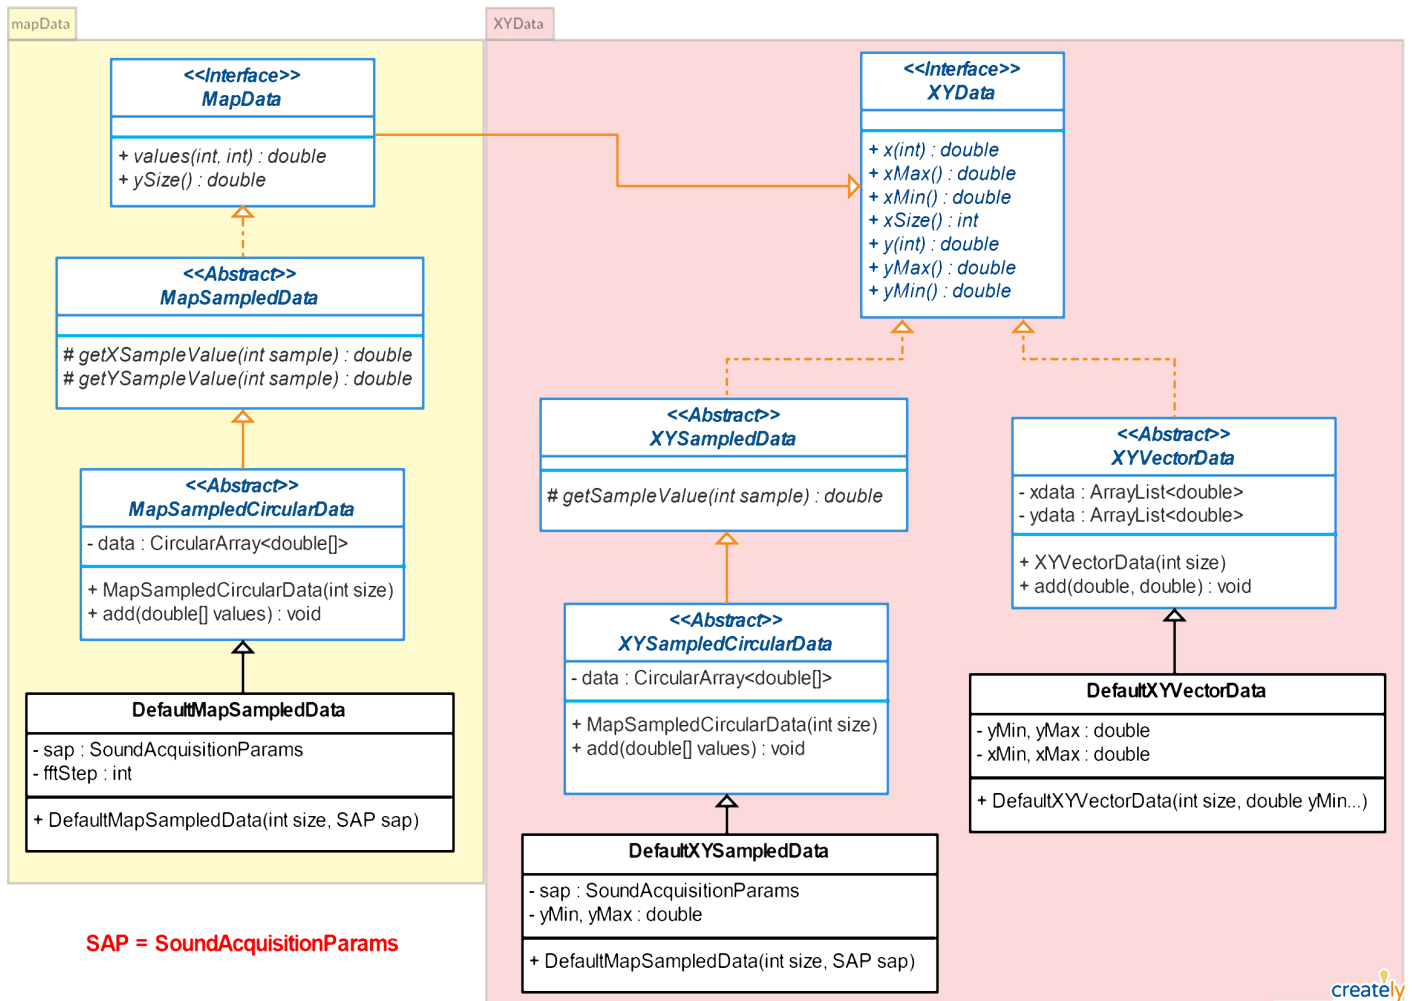 mapData
<<Interface>>
MapData
+ values(int, int) : double
+ ySize() : double
<<Abstract>>
MapSampledData
# getXSampleValue(int sample) : double
# getYSampleValue(int sample) : double
<<Abstract>>
MapSampledCircularData
- data : CircularArray<double[]>
+ MapSampledCircularData(int size)
+ add(double[] values) : void
DefaultMapSampledData
- sap : SoundAcquisitionParams
- fftStep : int
+ DefaultMapSampledData(int size, SAP sap)
SAP = SoundAcquisitionParams
XYData
<<Interface>>
XYData
+ x(int) : double
+ xMax() : double
+ xMin() : double
+ xSize() : int
+ y(int) : double
+ yMax() : double
+ yMin() : double
<<Abstract>>
XYSampledData
# getSampleValue(int sample) : double
<<Abstract>>
XYSampledCircularData
- data : CircularArray<double[]>
+ MapSampledCircularData(int size)
+ add(double[] values) : void
DefaultXYSampledData
- sap : SoundAcquisitionParams
- yMin, yMax : double
+ DefaultMapSampledData(int size, SAP sap)
<<Abstract>>
XYVectorData
- xdata : ArrayList<double>
- ydata : ArrayList<double>
+ XYVectorData(int size)
+ add(double, double) : void
DefaultXYVectorData
- yMin, yMax : double
- xMin, xMax : double
+ DefaultXYVectorData(int size, double yMin...)
creately